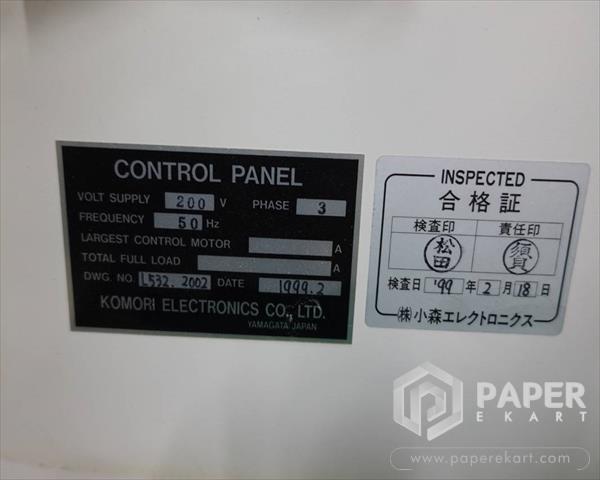 CONTROL PANEL
VOLT SUPPLY 200 V PHASE 3
FREQUENCY 50 Hz
LARGEST CONTROL MOTOR A
TOTAL FULL LOAD A
DWG. NO. L532.2002 DATE 1999.2
KOMORI ELECTRONICS CO., LTD.
YAMAGATA JAPAN
INSPECTED
合格証
検査印 責任印
松田 須貝
検査日 '99 年 2 月 18 日
㈱小森エレクトロニクス
PAPER
EKART
www.paperekart.com